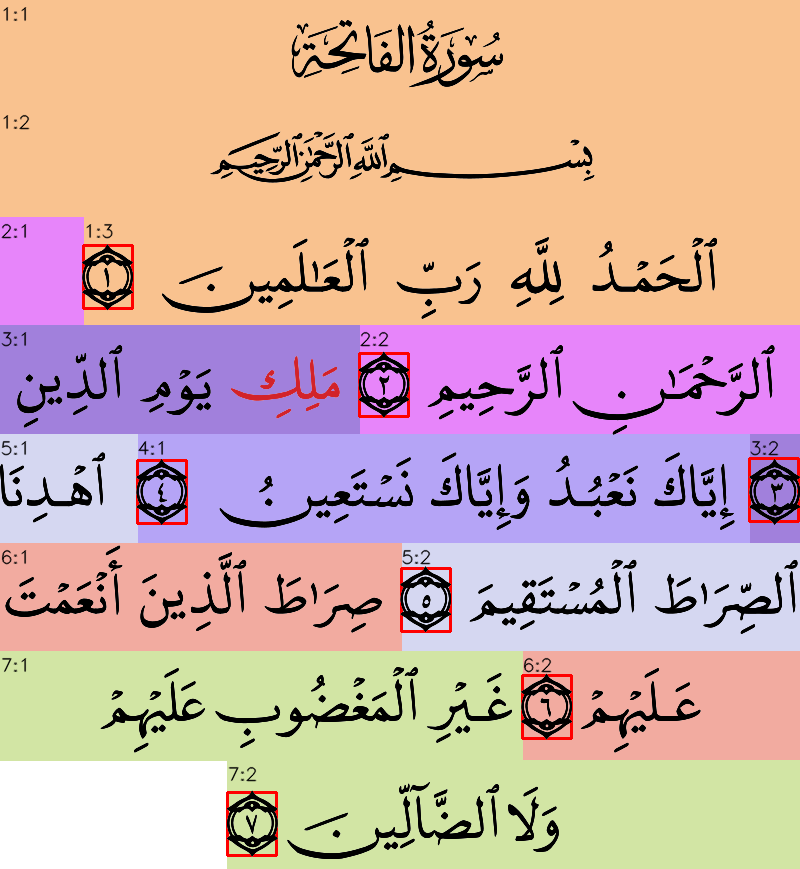 1:1
سُورَةُ الفَاتِحَةِ
1:2
بِسْمِ ٱللَّهِ ٱلرَّحْمَٰنِ ٱلرَّحِيمِ
2:1 1:3
ٱلْحَمْدُ لِلَّهِ رَبِّ ٱلْعَٰلَمِينَ ١
3:1 2:2
ٱلرَّحْمَٰنِ ٱلرَّحِيمِ ٢ مَلِكِ يَوْمِ ٱلدِّينِ
5:1 4:1 3:2
٣ إِيَّاكَ نَعْبُدُ وَإِيَّاكَ نَسْتَعِينُ ٤ ٱهْدِنَا
6:1 5:2
ٱلصِّرَٰطَ ٱلْمُسْتَقِيمَ ٥ صِرَٰطَ ٱلَّذِينَ أَنْعَمْتَ
7:1 6:2
عَلَيْهِمْ ٦ غَيْرِ ٱلْمَغْضُوبِ عَلَيْهِمْ
7:2
وَلَا ٱلضَّآلِّينَ ٧